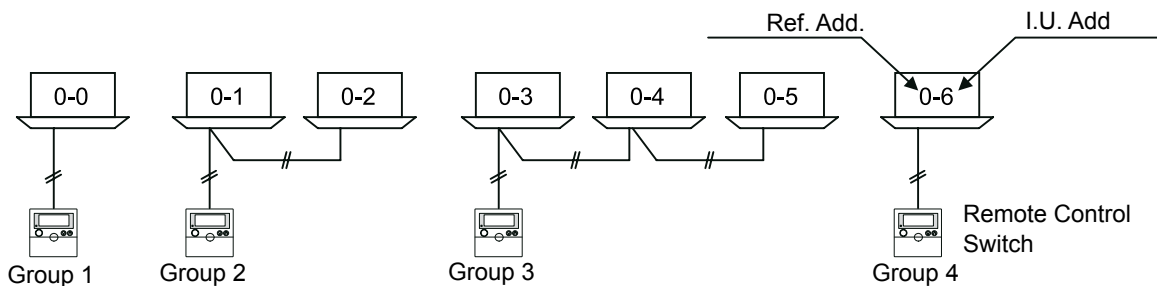 Ref. Add. I.U. Add
0-0 0-1 0-2 0-3 0-4 0-5 0-6
Remote Control
Switch
Group 1 Group 2 Group 3 Group 4